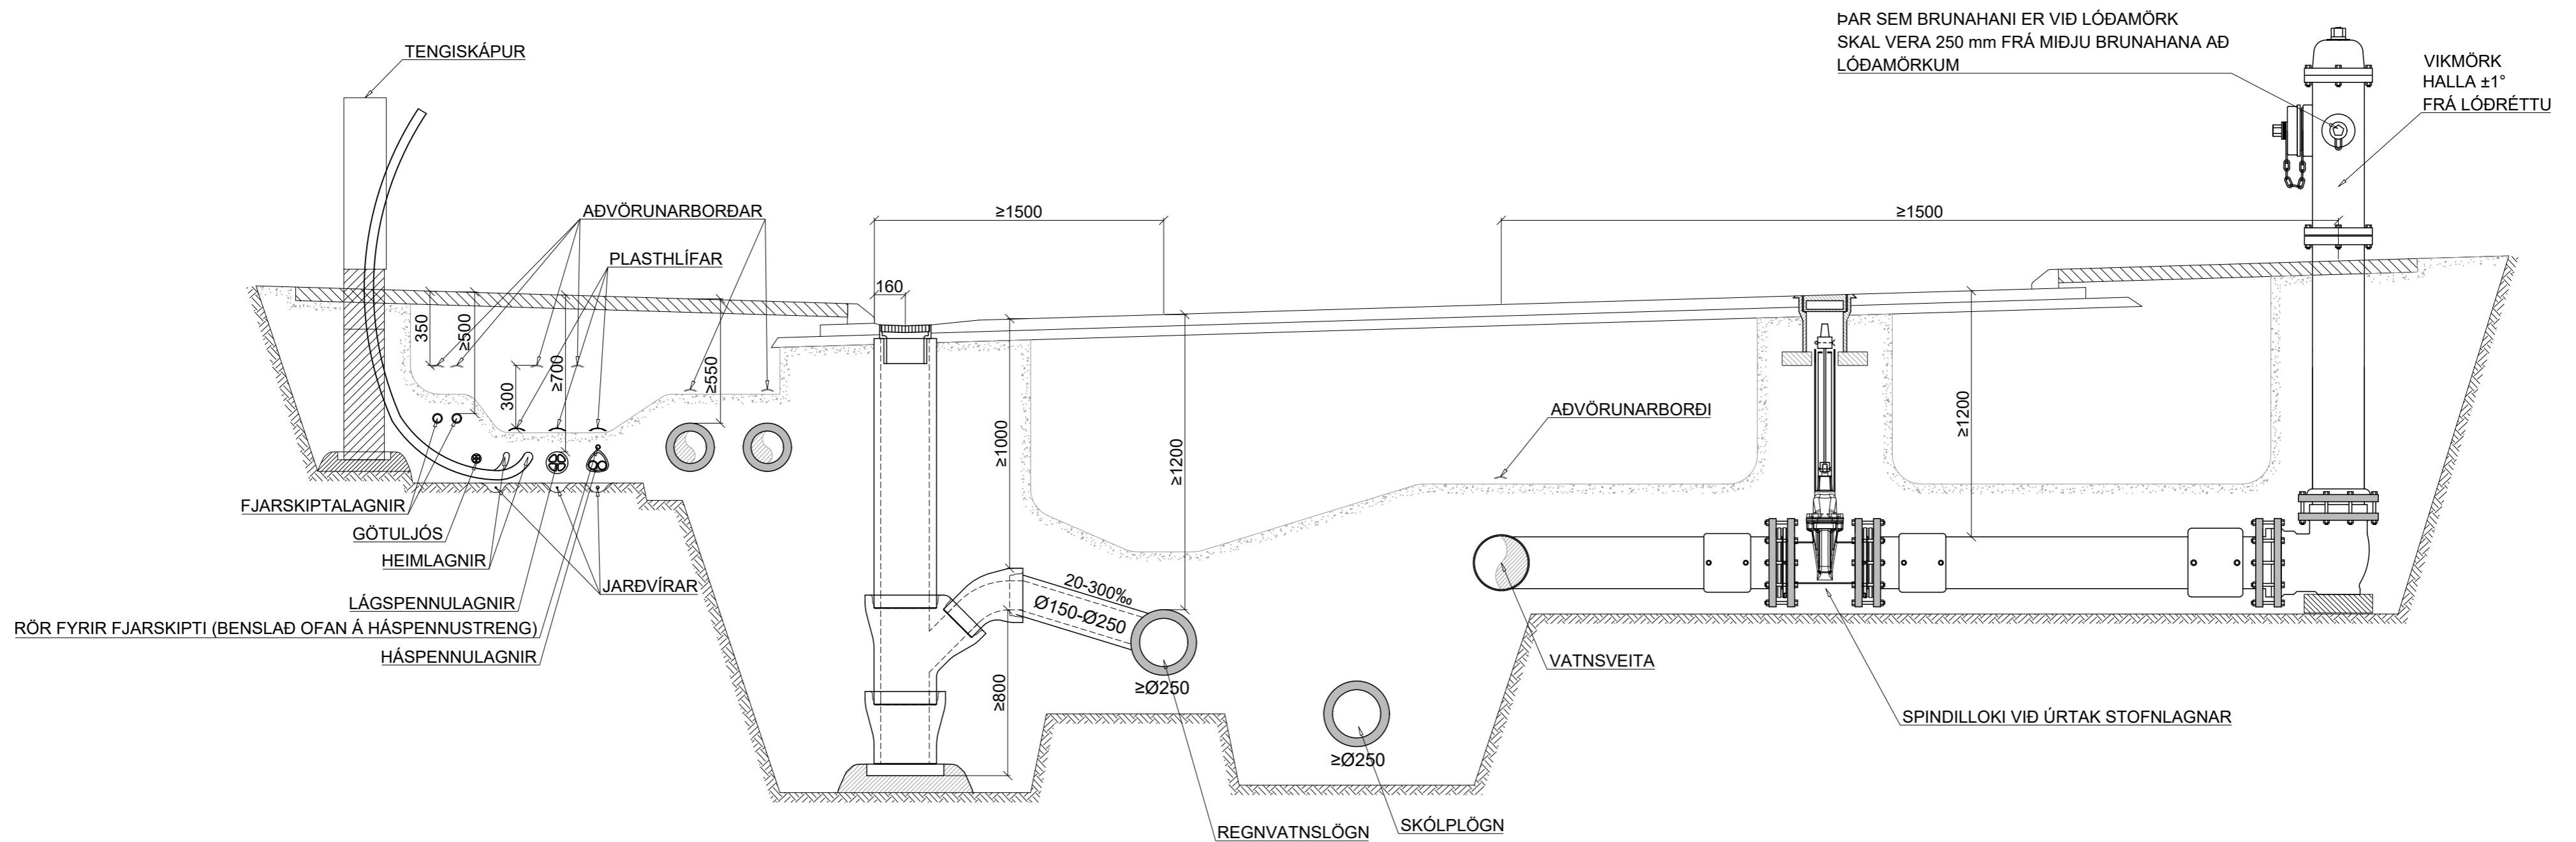 ÞAR SEM BRUNAHANI ER VIÐ LÓÐAMÖRK
SKAL VERA 250 mm FRÁ MIÐJU BRUNAHANA AÐ
LÓÐAMÖRKUM
TENGISKÁPUR
VIKMÖRK
HALLA ±1°
FRÁ LÓÐRÉTTU
AÐVÖRUNARBORÐAR
≥1500
≥1500
PLASTHLÍFAR
160
350
≥500
300
≥700
≥550
≥1000
≥1200
≥1200
AÐVÖRUNARBORÐI
FJARSKIPTALAGNIR
GÖTULJÓS
HEIMLAGNIR
JARÐVÍRAR
LÁGSPENNULAGNIR
RÖR FYRIR FJARSKIPTI (BENSLAÐ OFAN Á HÁSPENNUSTRENG)
HÁSPENNULAGNIR
20-300‰
Ø150-Ø250
≥800
≥Ø250
≥Ø250
VATNSVEITA
SPINDILLOKI VIÐ ÚRTAK STOFNLAGNAR
REGNVATNSLÖGN
SKÓLPLÖGN